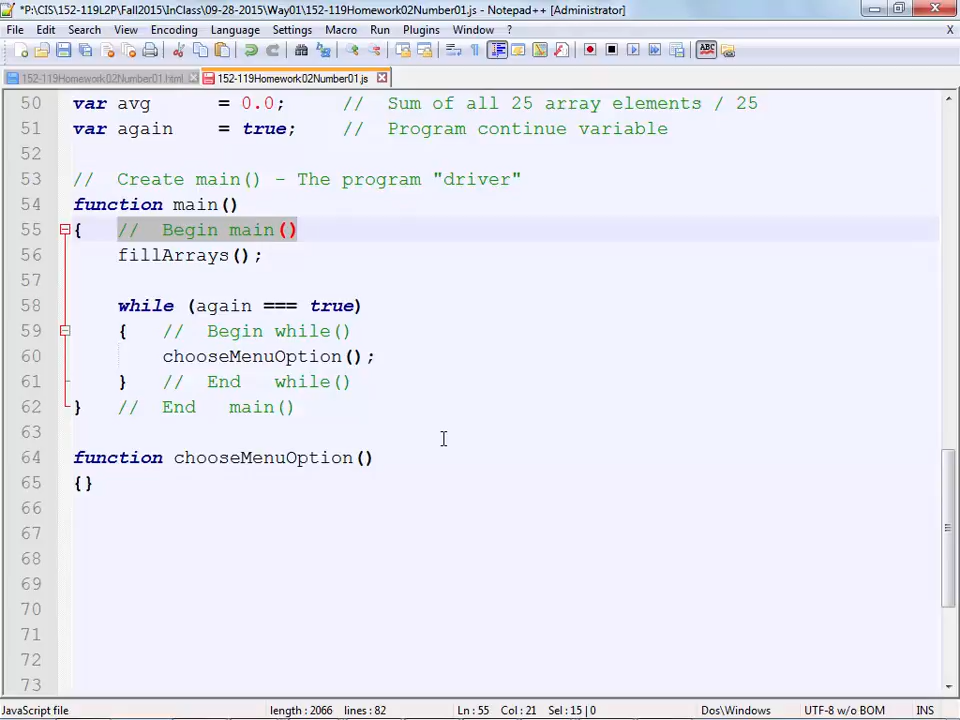 *P:\CIS\152-119L2P\Fall2015\InClass\09-28-2015\Way01\152-119Homework02Number01.js - Notepad++ [Administrator]
File Edit Search View Encoding Language Settings Macro Run Plugins Window ? X
152-119Homework02Number01.html 152-119Homework02Number01.js
50 var avg = 0.0; // Sum of all 25 array elements / 25
51 var again = true; // Program continue variable
52
53 // Create main() - The program "driver"
54 function main()
55 { // Begin main()
56 fillArrays();
57
58 while (again === true)
59 { // Begin while()
60 chooseMenuOption();
61 } // End while()
62 } // End main()
63
64 function chooseMenuOption()
65 {}
66
67
68
69
70
71
72
73
JavaScript file length : 2066 lines : 82 Ln : 55 Col : 21 Sel : 15 | 0 Dos\Windows UTF-8 w/o BOM INS